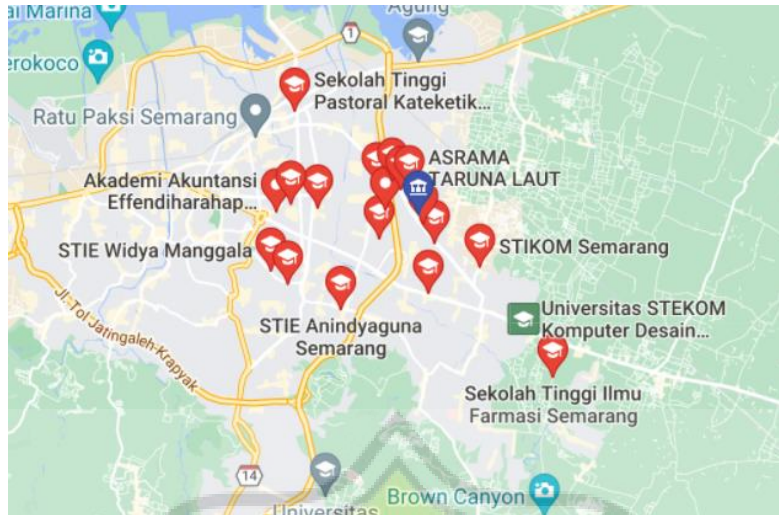 ai Marina
Agung
1
erokoco
Sekolah Tinggi
Pastoral Kateketik...
Ratu Paksi Semarang
ASRAMA
TARUNA LAUT
Akademi Akuntansi
Effendiharahap...
STIE Widya Manggala
STIKOM Semarang
Jl. Tol Jatingaleh-Krapyak
Universitas STEKOM
Komputer Desain...
STIE Anindyaguna
Semarang
Sekolah Tinggi Ilmu
Farmasi Semarang
14
Universitas
Brown Canyon